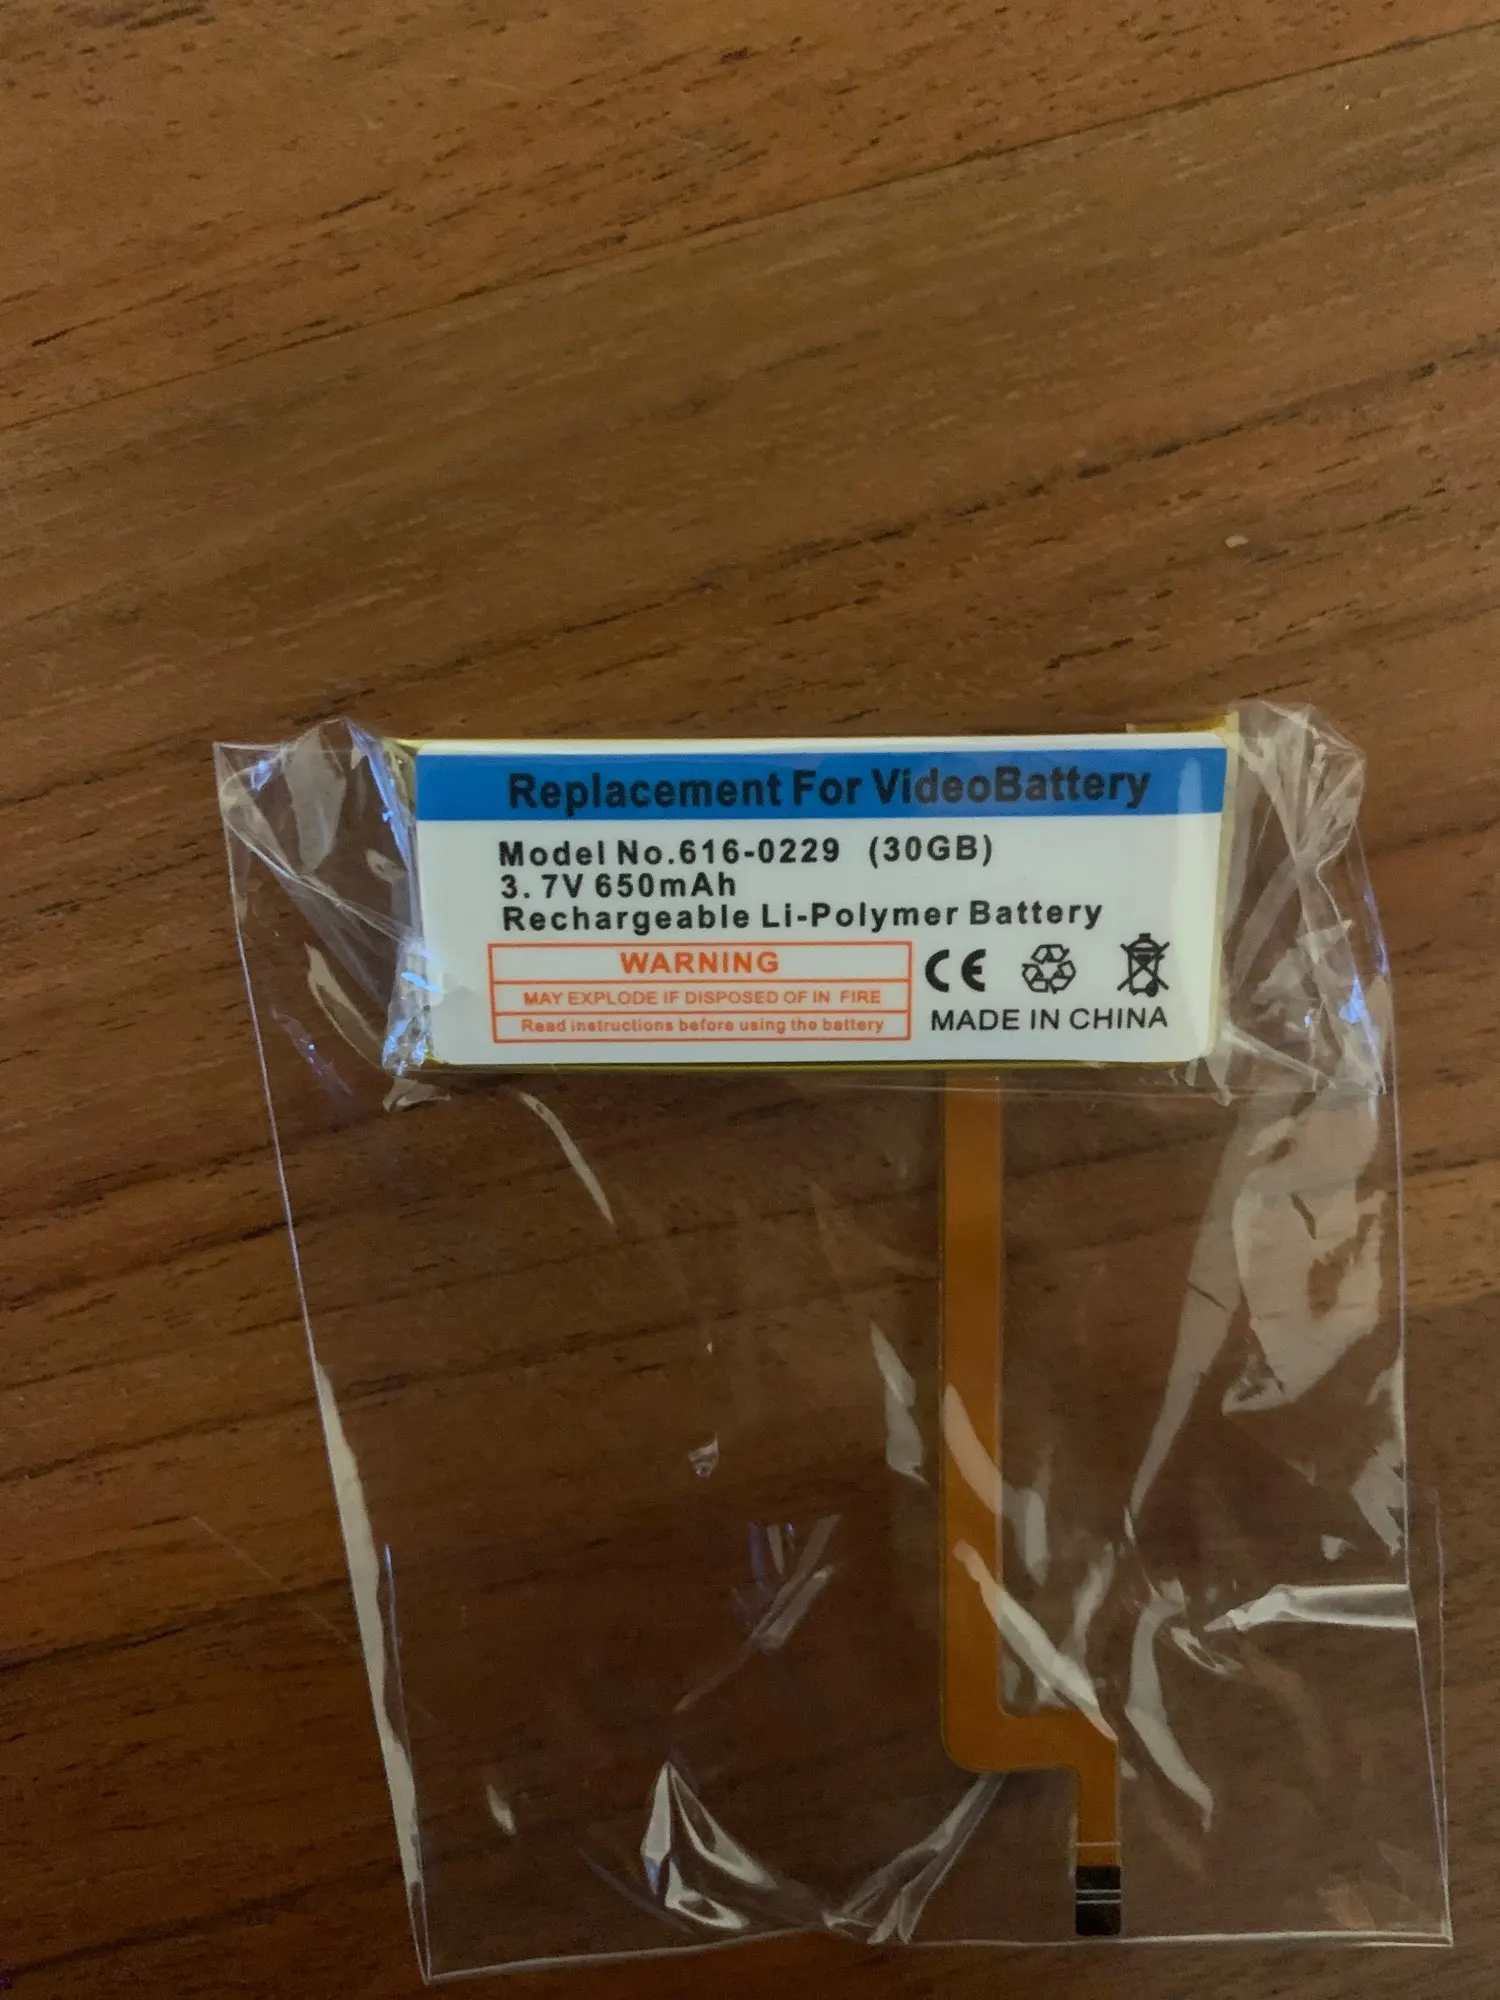 Replacement For VideoBattery
Model No.616-0229 (30GB)
3.7V 650mAh
Rechargeable Li-Polymer Battery
WARNING
MAY EXPLODE IF DISPOSED OF IN FIRE
Read instructions before using the battery
CE
MADE IN CHINA